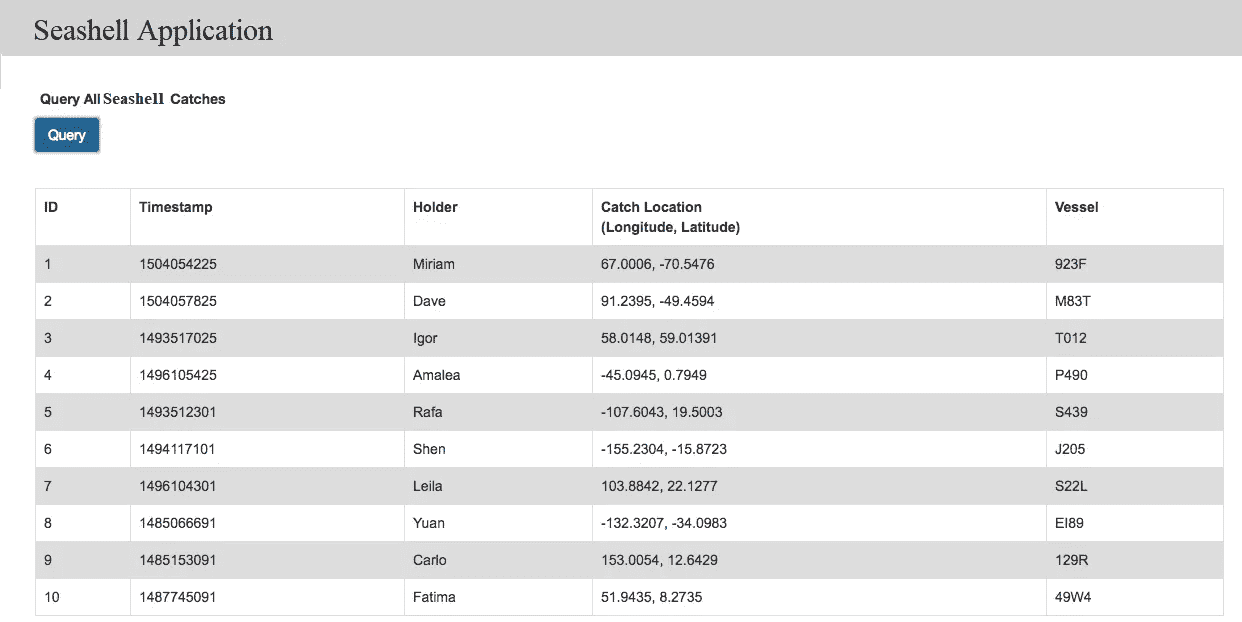 Seashell Application
Query All Seashell Catches
Query
ID Timestamp Holder Catch Location Vessel
(Longitude, Latitude)
1 1504054225 Miriam 67.0006, -70.5476 923F
2 1504057825 Dave 91.2395, -49.4594 M83T
3 1493517025 Igor 58.0148, 59.01391 T012
4 1496105425 Amalea -45.0945, 0.7949 P490
5 1493512301 Rafa -107.6043, 19.5003 S439
6 1494117101 Shen -155.2304, -15.8723 J205
7 1496104301 Leila 103.8842, 22.1277 S22L
8 1485066691 Yuan -132.3207, -34.0983 EI89
9 1485153091 Carlo 153.0054, 12.6429 129R
10 1487745091 Fatima 51.9435, 8.2735 49W4